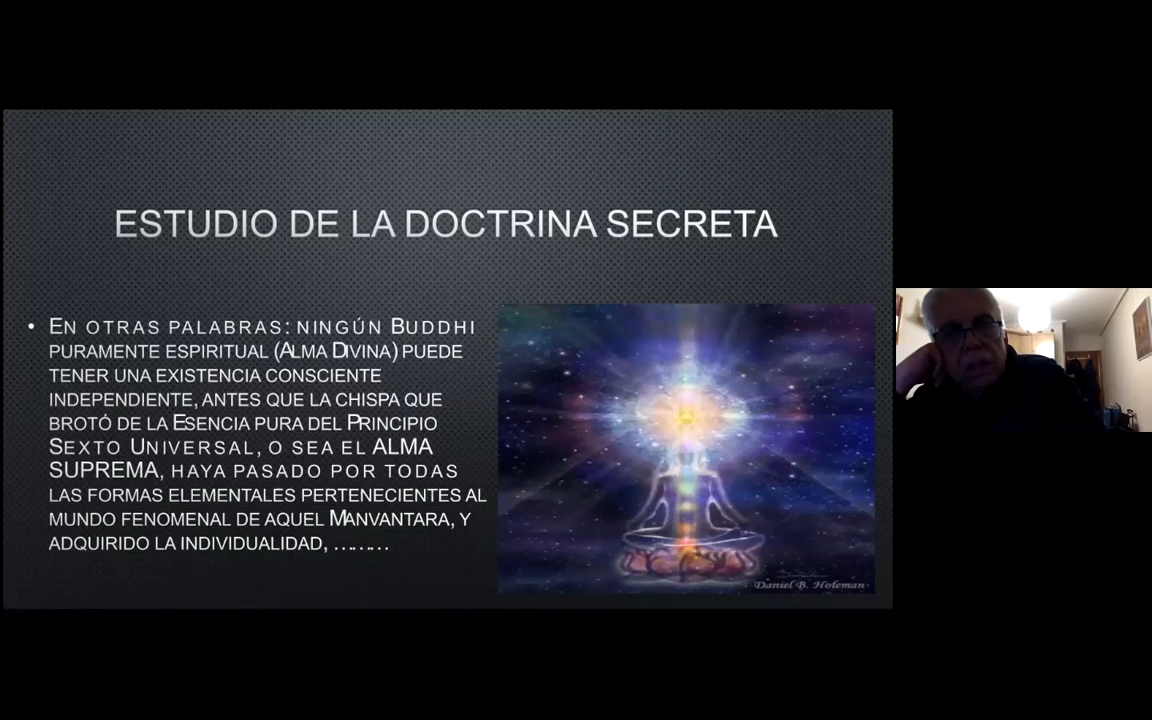 ESTUDIO DE LA DOCTRINA SECRETA
• EN OTRAS PALABRAS: NINGÚN BUDDHI
PURAMENTE ESPIRITUAL (ALMA DIVINA) PUEDE
TENER UNA EXISTENCIA CONSCIENTE
INDEPENDIENTE, ANTES QUE LA CHISPA QUE
BROTÓ DE LA ESENCIA PURA DEL PRINCIPIO
SEXTO UNIVERSAL, O SEA EL ALMA
SUPREMA, HAYA PASADO POR TODAS
LAS FORMAS ELEMENTALES PERTENECIENTES AL
MUNDO FENOMENAL DE AQUEL MANVANTARA, Y
ADQUIRIDO LA INDIVIDUALIDAD, ………
Daniel B. Holeman